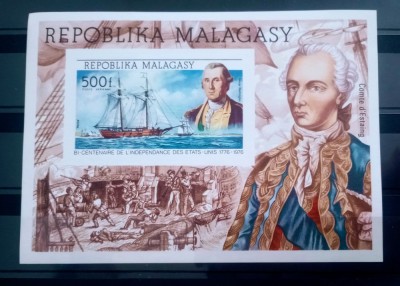 REPOBLIKA MALAGASY
REPOBLIKA MALAGASY
500f
Comte d'Estaing
BI-CENTENAIRE DE L'INDEPENDANCE DES ETATS UNIS 1776-1976